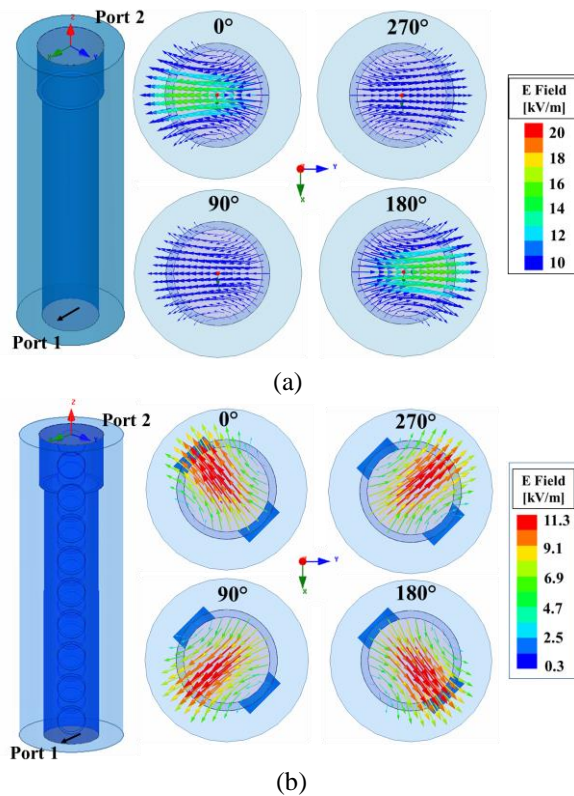 Port 2
0°
270°
Z
Y
X
90°
180°
Port 1
E Field
[kV/m]
20
18
16
14
12
10
(a)
Port 2
0°
270°
Z
Y
X
90°
180°
Port 1
E Field
[kV/m]
11.3
9.1
6.9
4.7
2.5
0.3
(b)